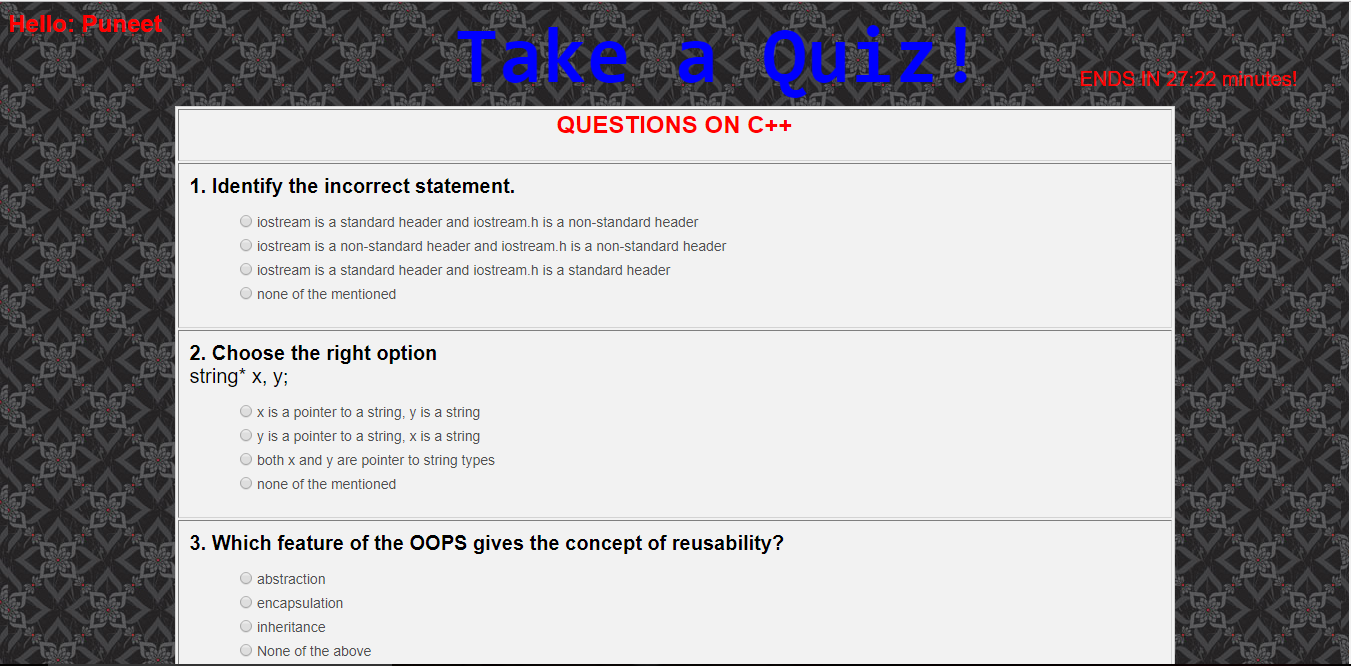 Hello: Puneet
Take a Quiz!
ENDS IN 27:22 minutes!
QUESTIONS ON C++
1. Identify the incorrect statement.
iostream is a standard header and iostream.h is a non-standard header
iostream is a non-standard header and iostream.h is a non-standard header
iostream is a standard header and iostream.h is a standard header
none of the mentioned
2. Choose the right option
string* x, y;
x is a pointer to a string, y is a string
y is a pointer to a string, x is a string
both x and y are pointer to string types
none of the mentioned
3. Which feature of the OOPS gives the concept of reusability?
abstraction
encapsulation
inheritance
None of the above